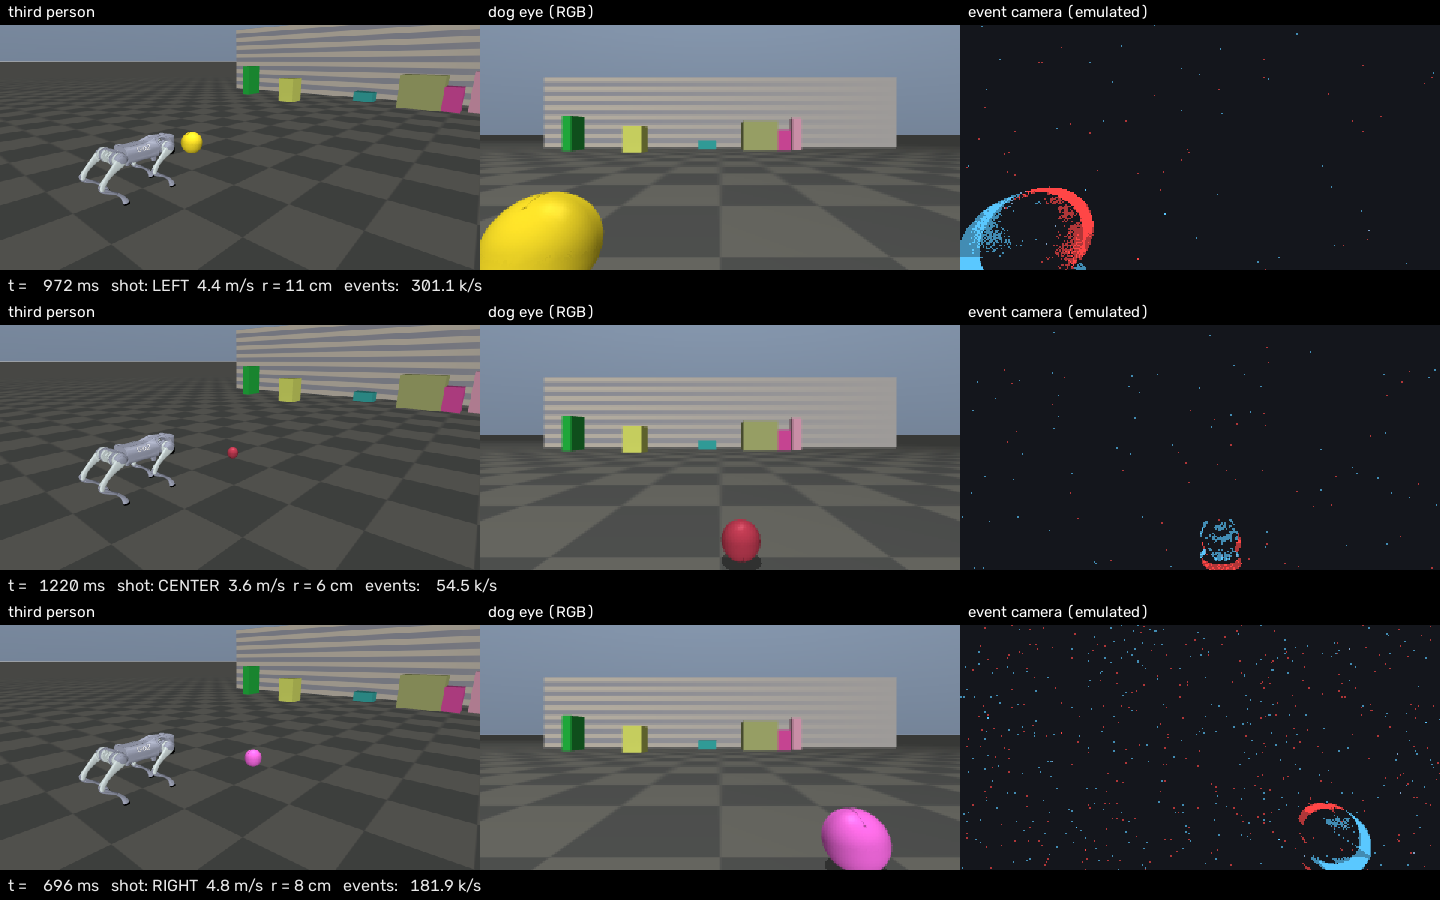 third person dog eye (RGB) event camera (emulated)
t = 972 ms shot: LEFT 4.4 m/s r = 11 cm events: 301.1 k/s
third person dog eye (RGB) event camera (emulated)
t = 1220 ms shot: CENTER 3.6 m/s r = 6 cm events: 54.5 k/s
third person dog eye (RGB) event camera (emulated)
t = 696 ms shot: RIGHT 4.8 m/s r = 8 cm events: 181.9 k/s